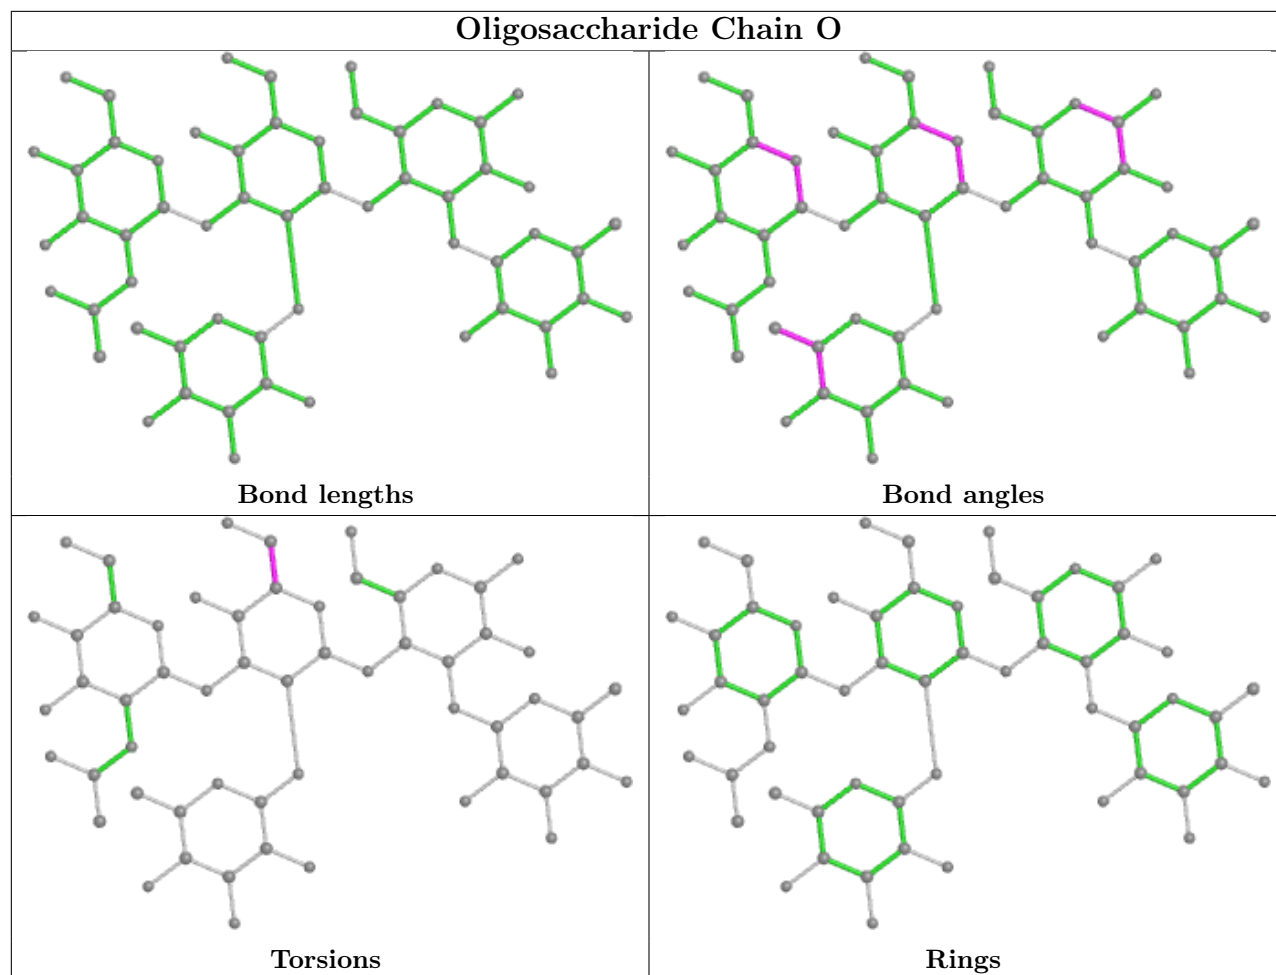 Oligosaccharide Chain O
Bond lengths
Bond angles
Torsions
Rings